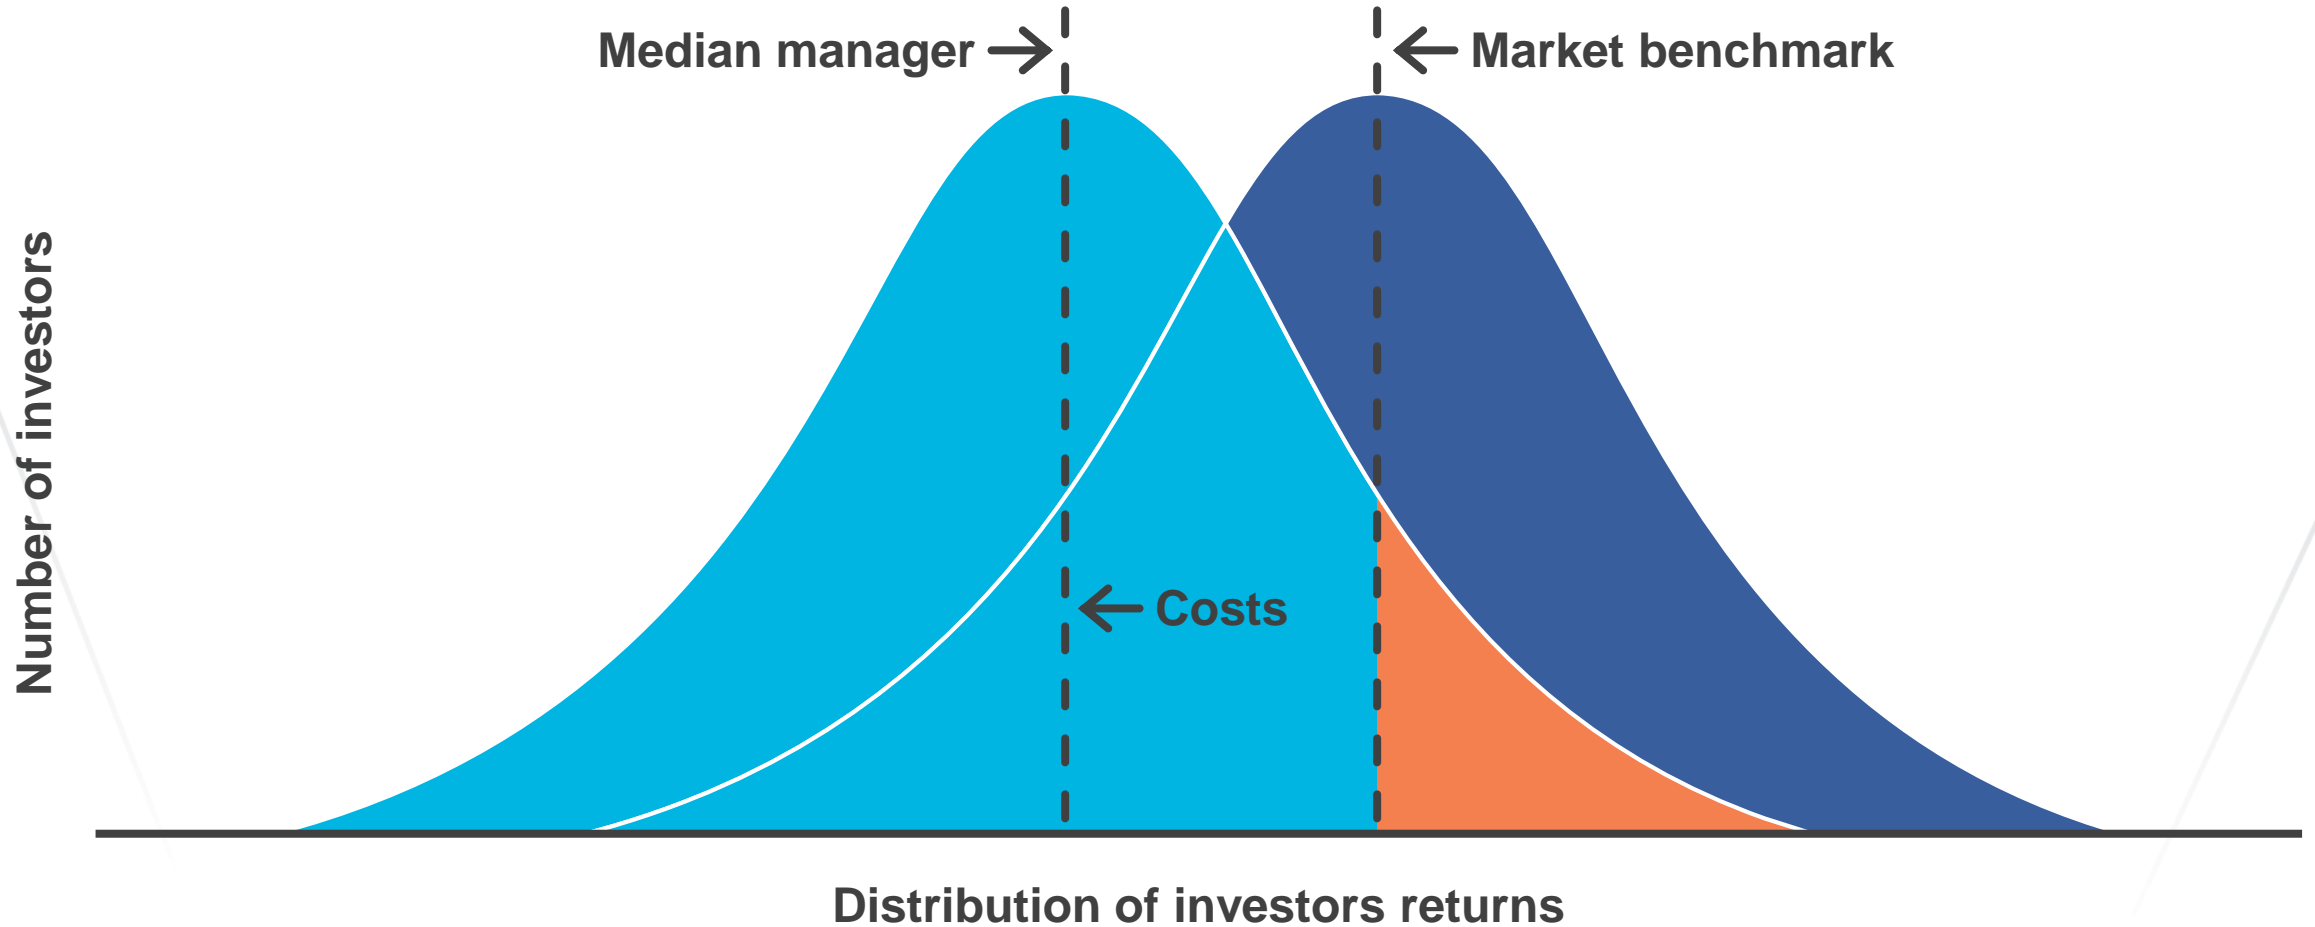 Median manager
Market benchmark
Number of investors
Costs
Distribution of investors returns